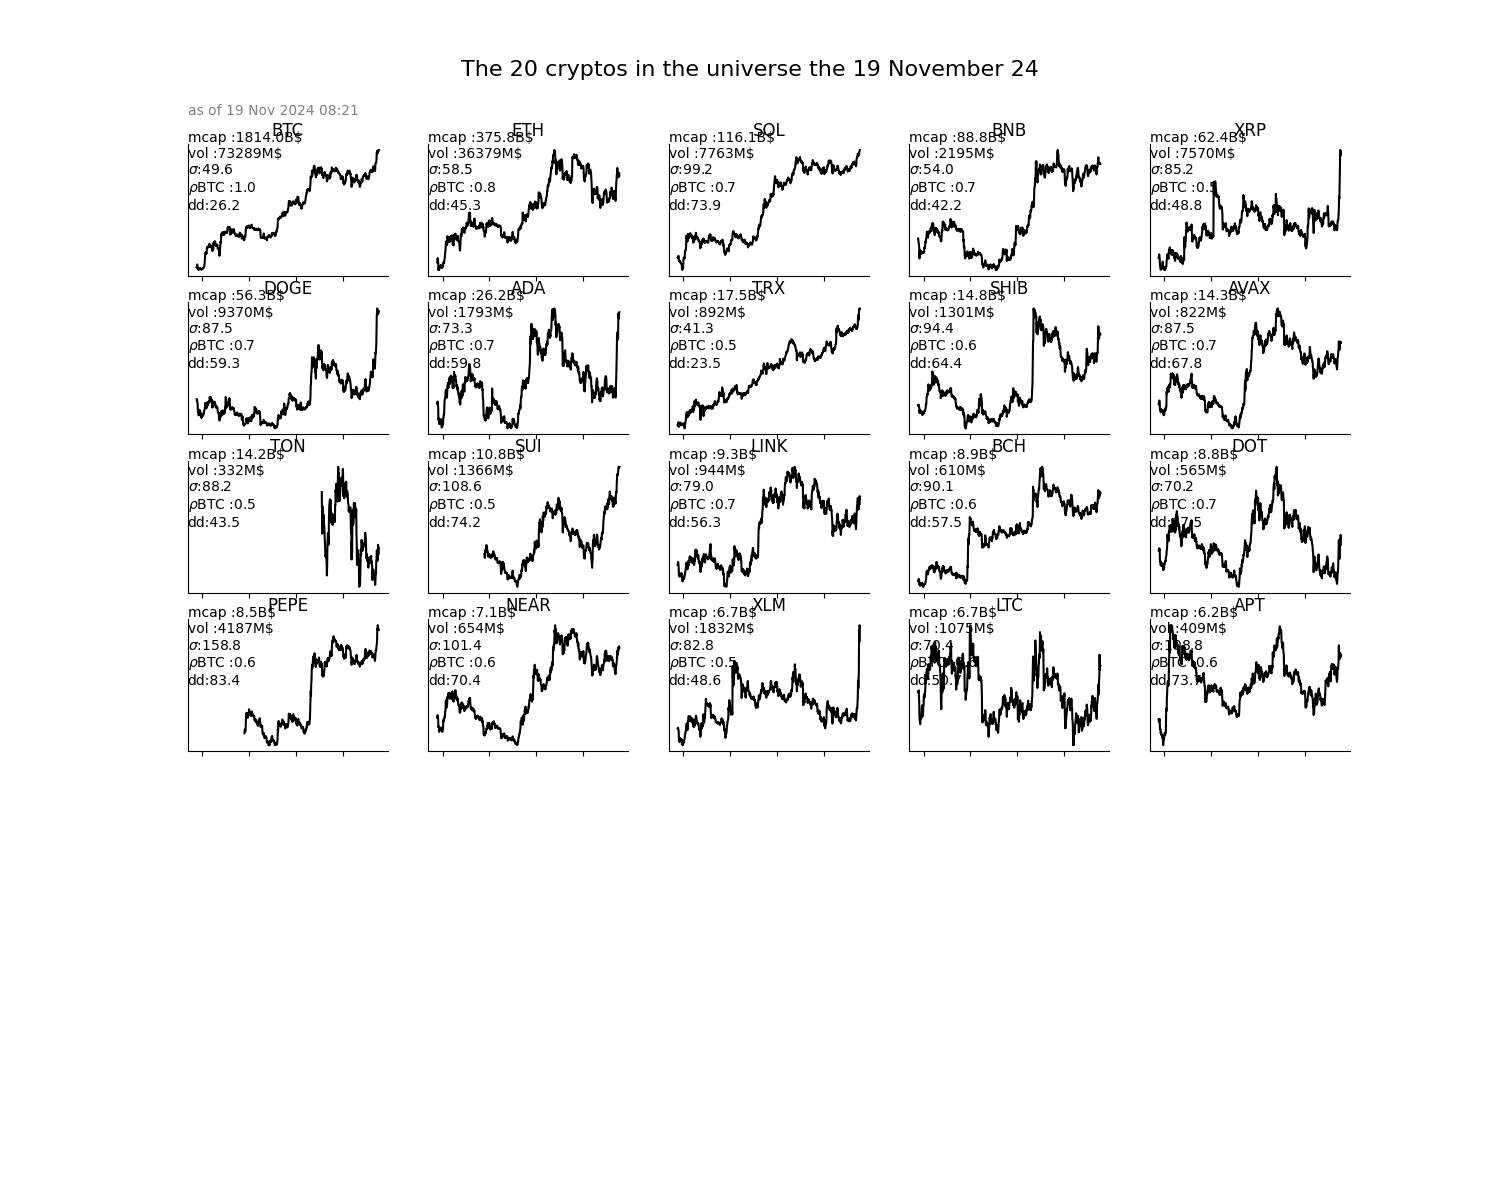 The 20 cryptos in the universe the 19 November 24
as of 19 Nov 2024 08:21
BTC
mcap :1814.0B$
vol :73289M$
σ:49.6
ρBTC :1.0
dd:26.2
ETH
mcap :375.8B$
vol :36379M$
σ:58.5
ρBTC :0.8
dd:45.3
SOL
mcap :116.1B$
vol :7763M$
σ:99.2
ρBTC :0.7
dd:73.9
BNB
mcap :88.8B$
vol :2195M$
σ:54.0
ρBTC :0.7
dd:42.2
XRP
mcap :62.4B$
vol :7570M$
σ:85.2
ρBTC :0.5
dd:48.8
DOGE
mcap :56.3B$
vol :9370M$
σ:87.5
ρBTC :0.7
dd:59.3
ADA
mcap :26.2B$
vol :1793M$
σ:73.3
ρBTC :0.7
dd:59.8
TRX
mcap :17.5B$
vol :892M$
σ:41.3
ρBTC :0.5
dd:23.5
SHIB
mcap :14.8B$
vol :1301M$
σ:94.4
ρBTC :0.6
dd:64.4
AVAX
mcap :14.3B$
vol :822M$
σ:87.5
ρBTC :0.7
dd:67.8
TON
mcap :14.2B$
vol :332M$
σ:88.2
ρBTC :0.5
dd:43.5
SUI
mcap :10.8B$
vol :1366M$
σ:108.6
ρBTC :0.5
dd:74.2
LINK
mcap :9.3B$
vol :944M$
σ:79.0
ρBTC :0.7
dd:56.3
BCH
mcap :8.9B$
vol :610M$
σ:90.1
ρBTC :0.6
dd:57.5
DOT
mcap :8.8B$
vol :565M$
σ:70.2
ρBTC :0.7
PEPE
mcap :8.5B$
vol :4187M$
σ:158.8
ρBTC :0.6
dd:83.4
NEAR
mcap :7.1B$
vol :654M$
σ:101.4
ρBTC :0.6
dd:70.4
XLM
mcap :6.7B$
vol :1832M$
σ:82.8
ρBTC :0.5
dd:48.6
LTC
mcap :6.7B$
vol :1075M$
ρBTC
APT
mcap :6.2B$
vol :409M$
ρBTC :0.6